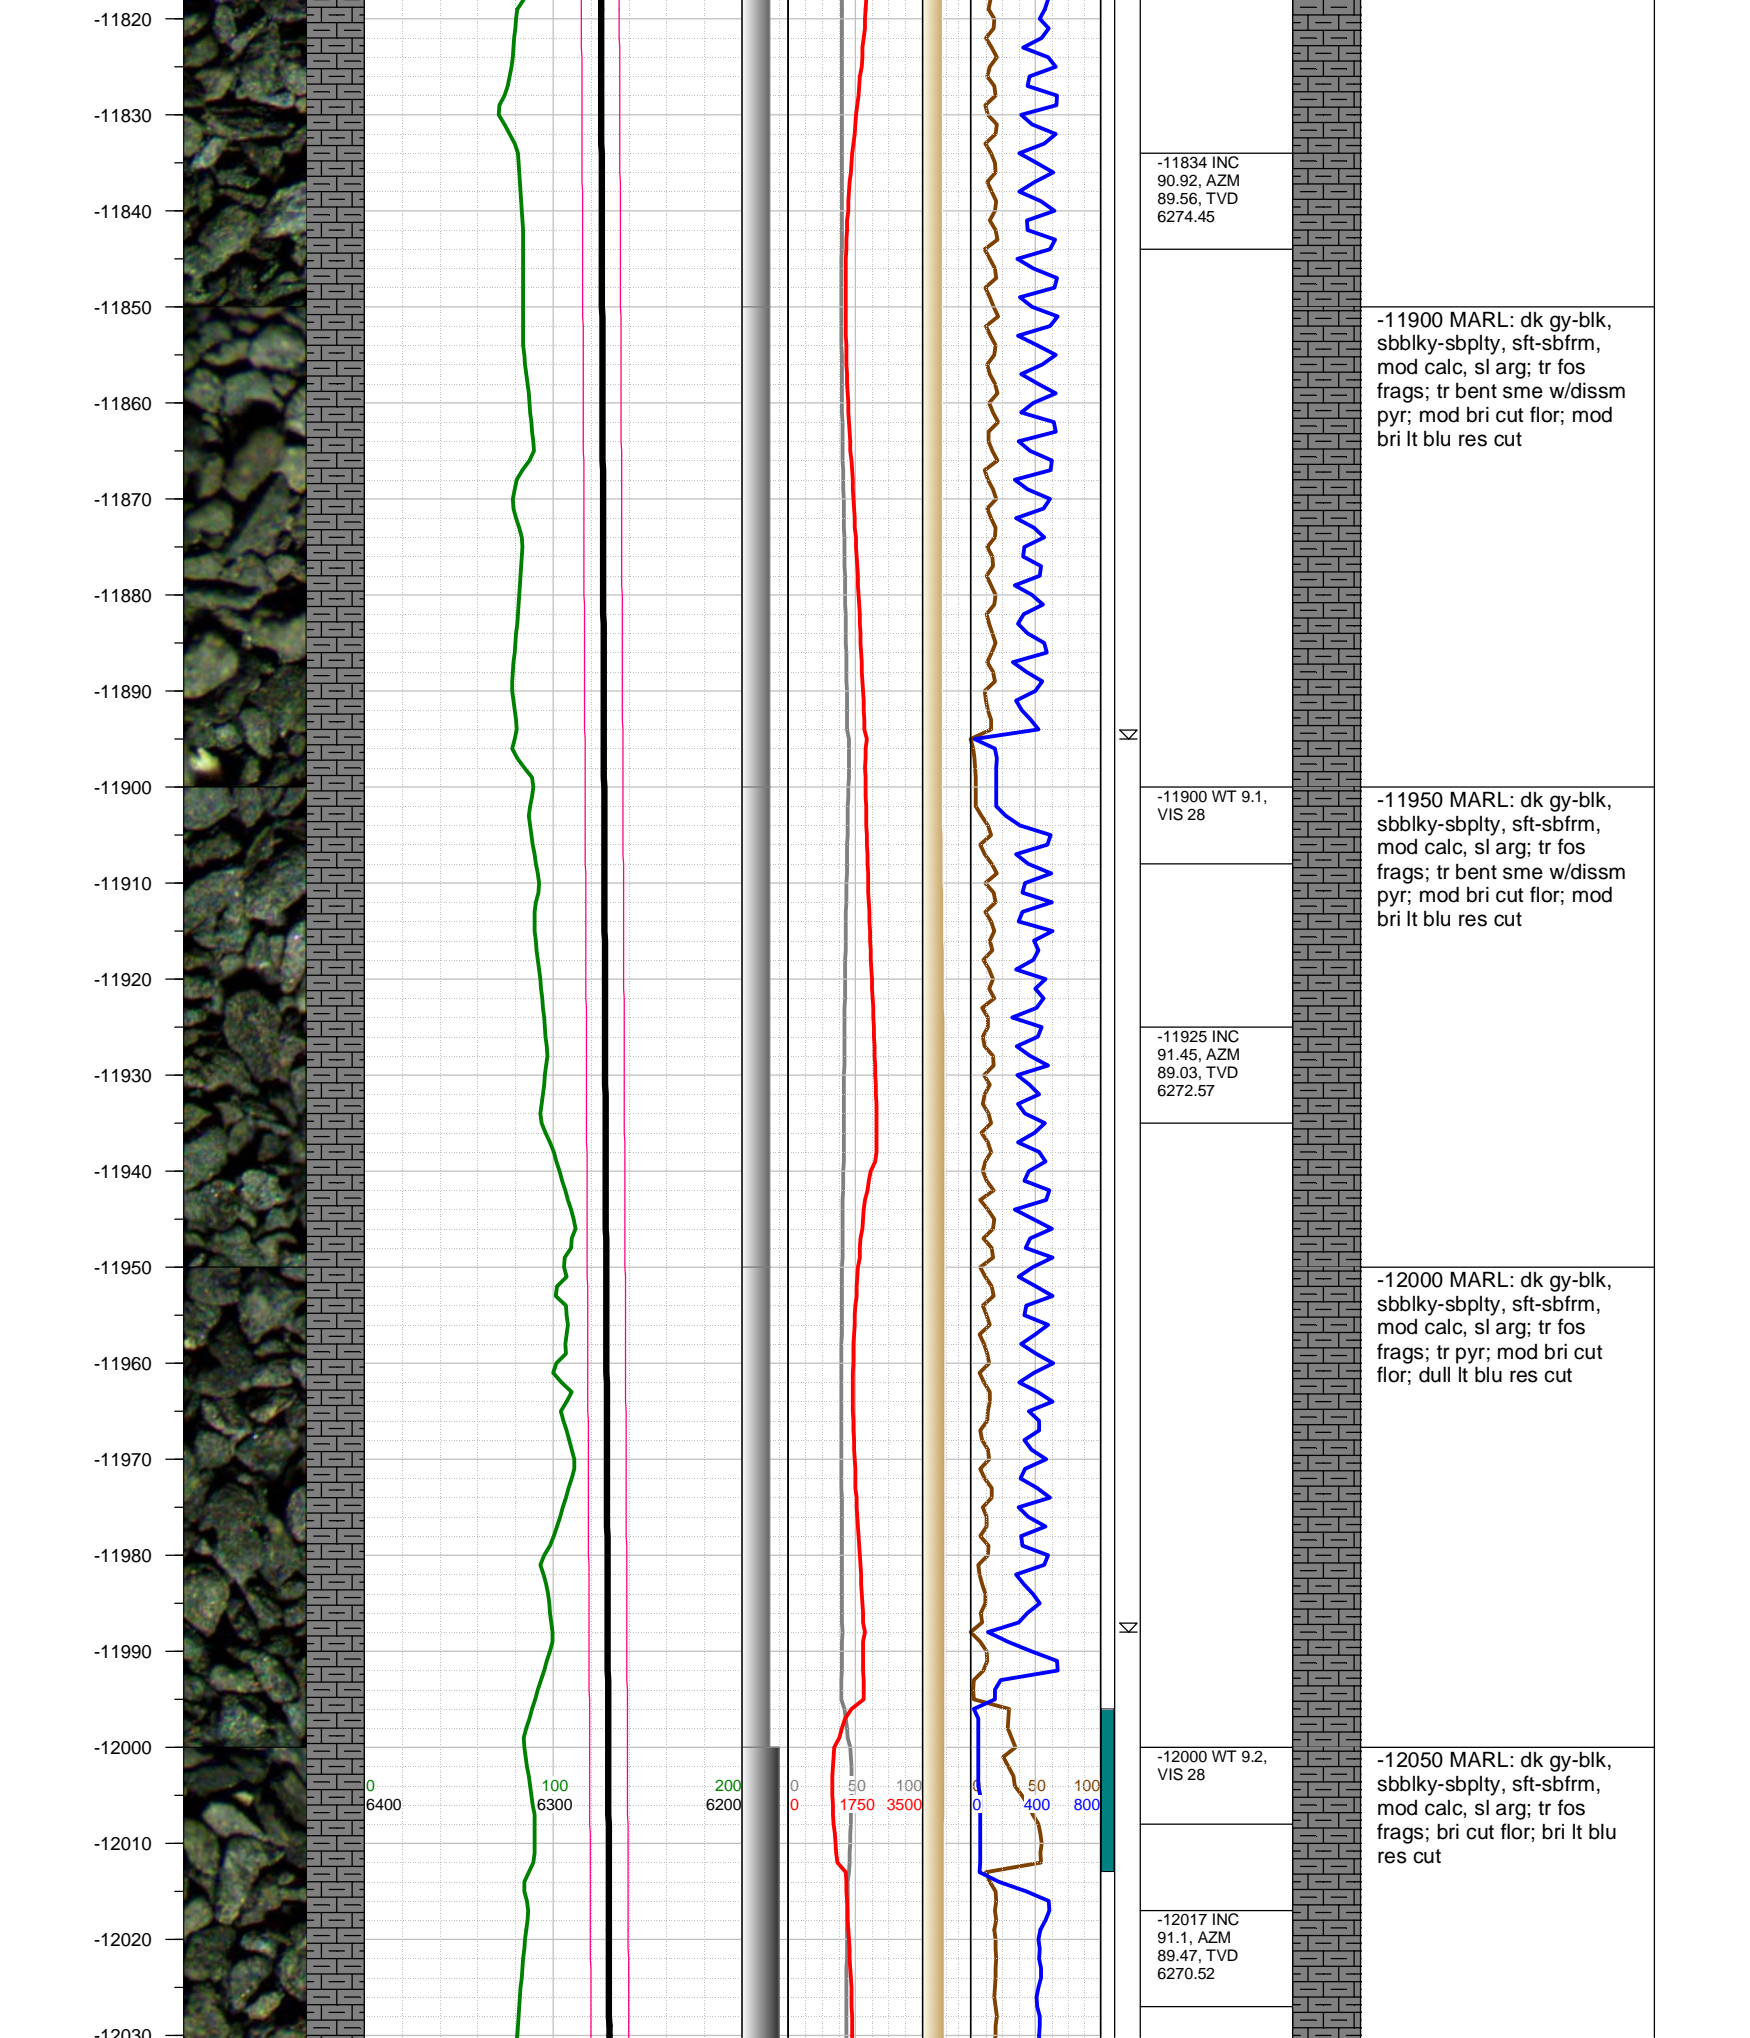 -11820
-11830
-11834 INC
90.92, AZM
89.56, TVD
6274.45
-11840
-11850
-11900 MARL: dk gy-blk,
sbblky-sbplty, sft-sbfrm,
mod calc, sl arg; tr fos
frags; tr bent sme w/dissm
pyr; mod bri cut flor; mod
bri lt blu res cut
-11860
-11870
-11880
-11890
-11900
-11900 WT 9.1,
VIS 28
-11950 MARL: dk gy-blk,
sbblky-sbplty, sft-sbfrm,
mod calc, sl arg; tr fos
frags; tr bent sme w/dissm
pyr; mod bri cut flor; mod
bri lt blu res cut
-11910
-11920
-11925 INC
91.45, AZM
89.03, TVD
6272.57
-11930
-11940
-11950
-12000 MARL: dk gy-blk,
sbblky-sbplty, sft-sbfrm,
mod calc, sl arg; tr fos
frags; tr pyr; mod bri cut
flor; dull lt blu res cut
-11960
-11970
-11980
-11990
-12000
-12000 WT 9.2,
VIS 28
-12050 MARL: dk gy-blk,
sbblky-sbplty, sft-sbfrm,
mod calc, sl arg; tr fos
frags; bri cut flor; bri lt blu
res cut
0 100 200 0 50 100 0 50 100
6400 6300 6200 0 1750 3500 0 400 800
-12010
-12017 INC
91.1, AZM
89.47, TVD
6270.52
-12020
-12030